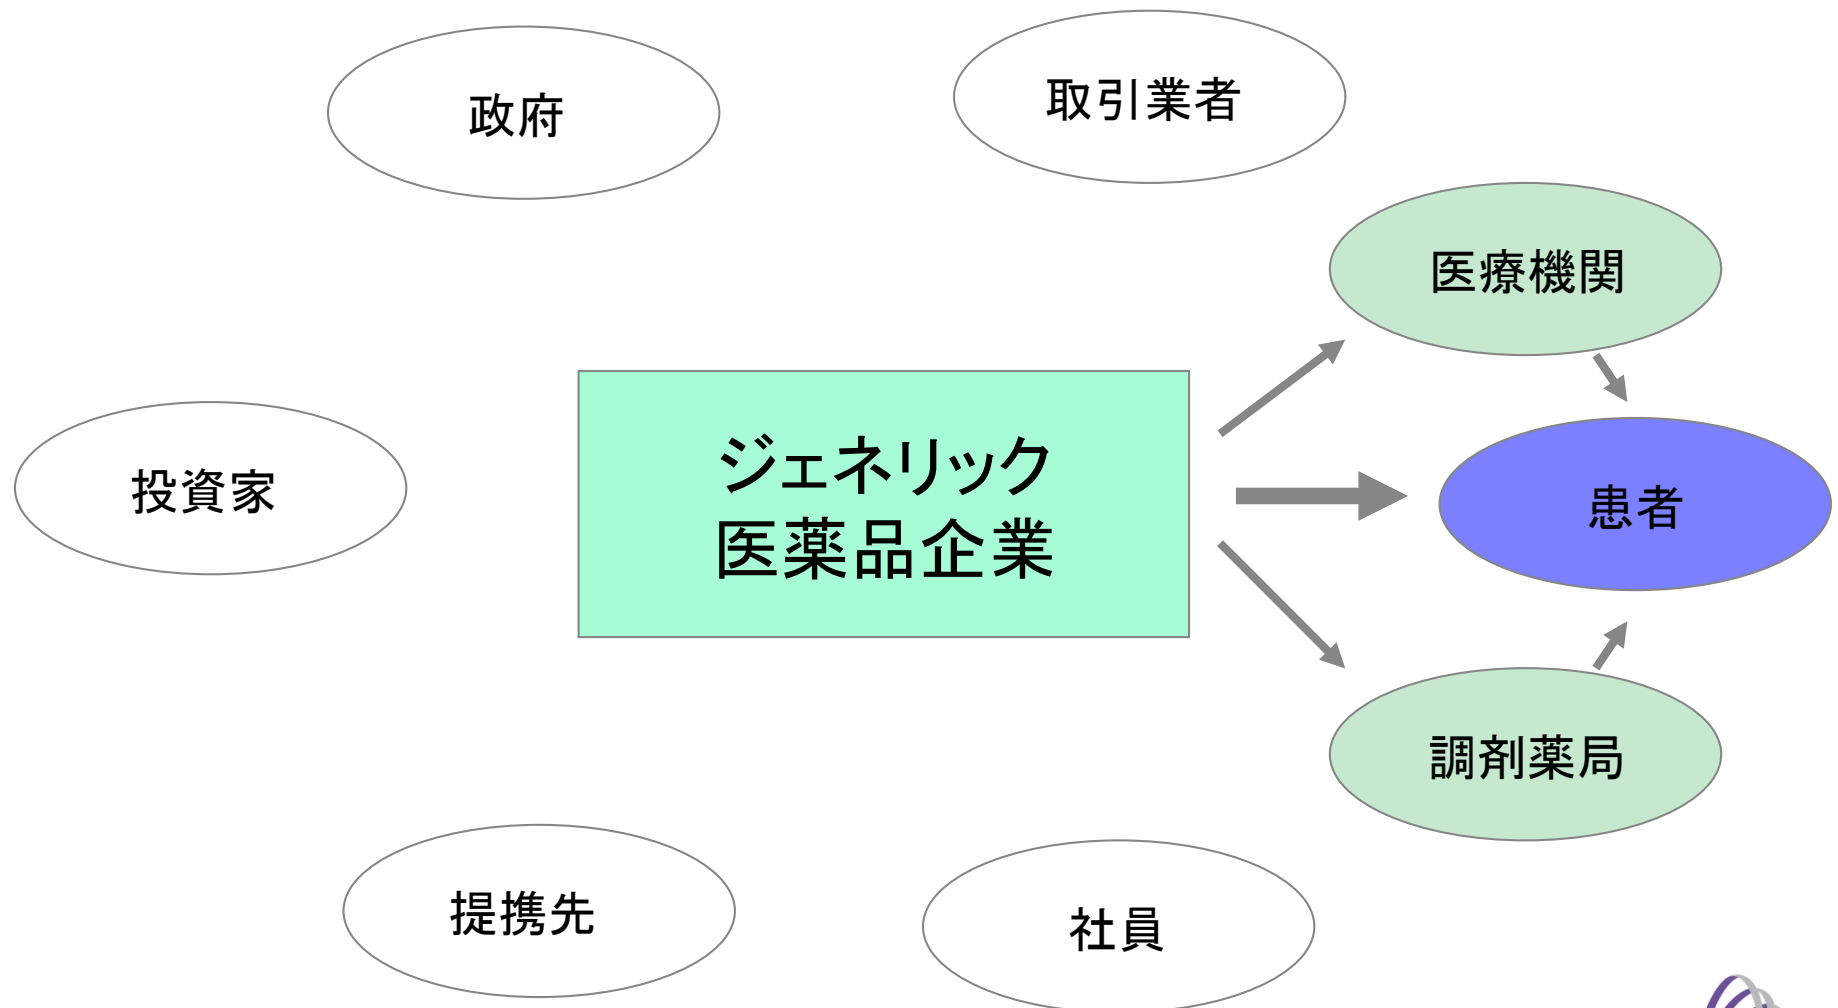 政府
取引業者
医療機関
ジェネリック
医薬品企業
投資家
患者
調剤薬局
提携先
社員